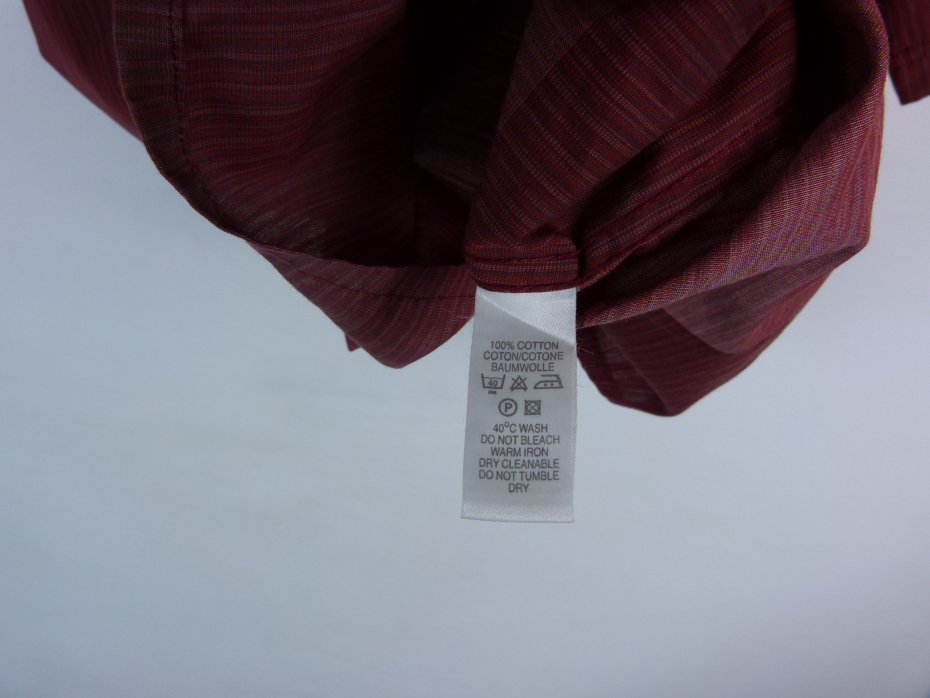 100% COTTON
COTON/COTONE
BAUMWOLLE
40
P
40°C WASH
DO NOT BLEACH
WARM IRON
DRY CLEANABLE
DO NOT TUMBLE
DRY